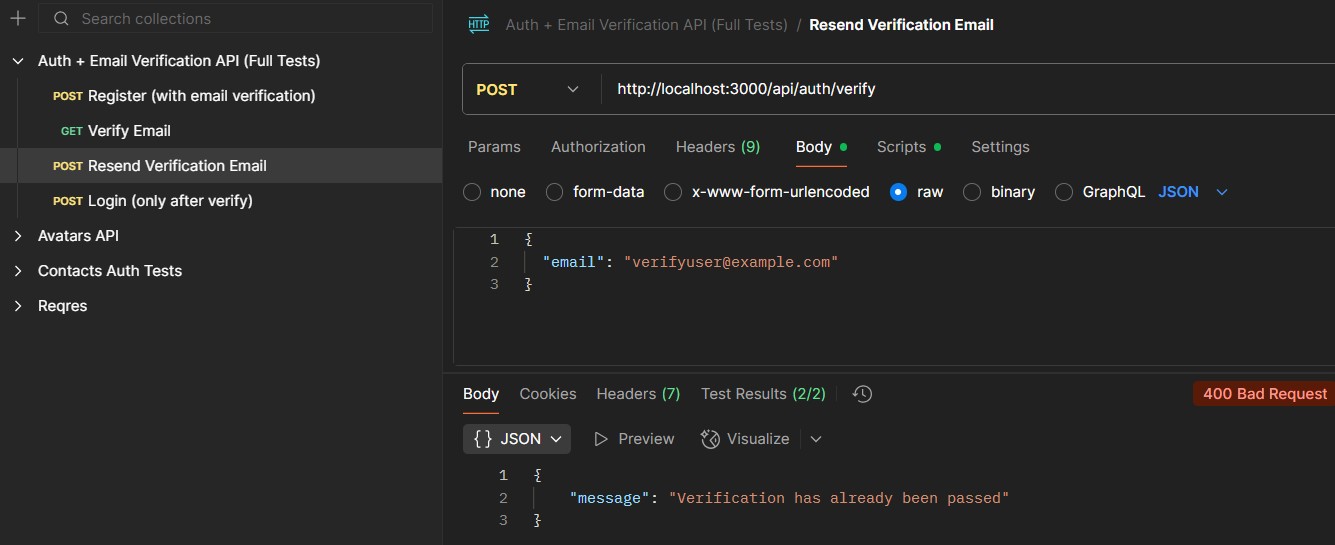 Search collections
Auth + Email Verification API (Full Tests)
POST Register (with email verification)
GET Verify Email
POST Resend Verification Email
POST Login (only after verify)
Avatars API
Contacts Auth Tests
Reqres
HTTP Auth + Email Verification API (Full Tests) / Resend Verification Email
POST http://localhost:3000/api/auth/verify
Params Authorization Headers (9) Body Scripts Settings
none form-data x-www-form-urlencoded raw binary GraphQL JSON
1 {
2 "email": "verifyuser@example.com"
3 }
Body Cookies Headers (7) Test Results (2/2) 400 Bad Request
{} JSON Preview Visualize
1 {
2 "message": "Verification has already been passed"
3 }